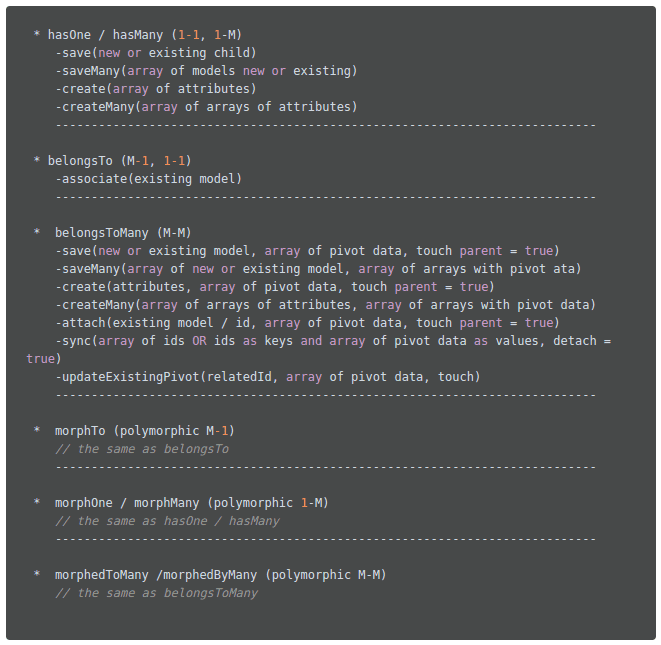 * hasOne / hasMany (1-1, 1-M)
-save(new or existing child)
-saveMany(array of models new or existing)
-create(array of attributes)
-createMany(array of arrays of attributes)
---------------------------------------------------------------------------
* belongsTo (M-1, 1-1)
-associate(existing model)
---------------------------------------------------------------------------
*  belongsToMany (M-M)
-save(new or existing model, array of pivot data, touch parent = true)
-saveMany(array of new or existing model, array of arrays with pivot ata)
-create(attributes, array of pivot data, touch parent = true)
-createMany(array of arrays of attributes, array of arrays with pivot data)
-attach(existing model / id, array of pivot data, touch parent = true)
-sync(array of ids OR ids as keys and array of pivot data as values, detach =
true)
-updateExistingPivot(relatedId, array of pivot data, touch)
---------------------------------------------------------------------------
*  morphTo (polymorphic M-1)
// the same as belongsTo
---------------------------------------------------------------------------
*  morphOne / morphMany (polymorphic 1-M)
// the same as hasOne / hasMany
---------------------------------------------------------------------------
*  morphedToMany /morphedByMany (polymorphic M-M)
// the same as belongsToMany